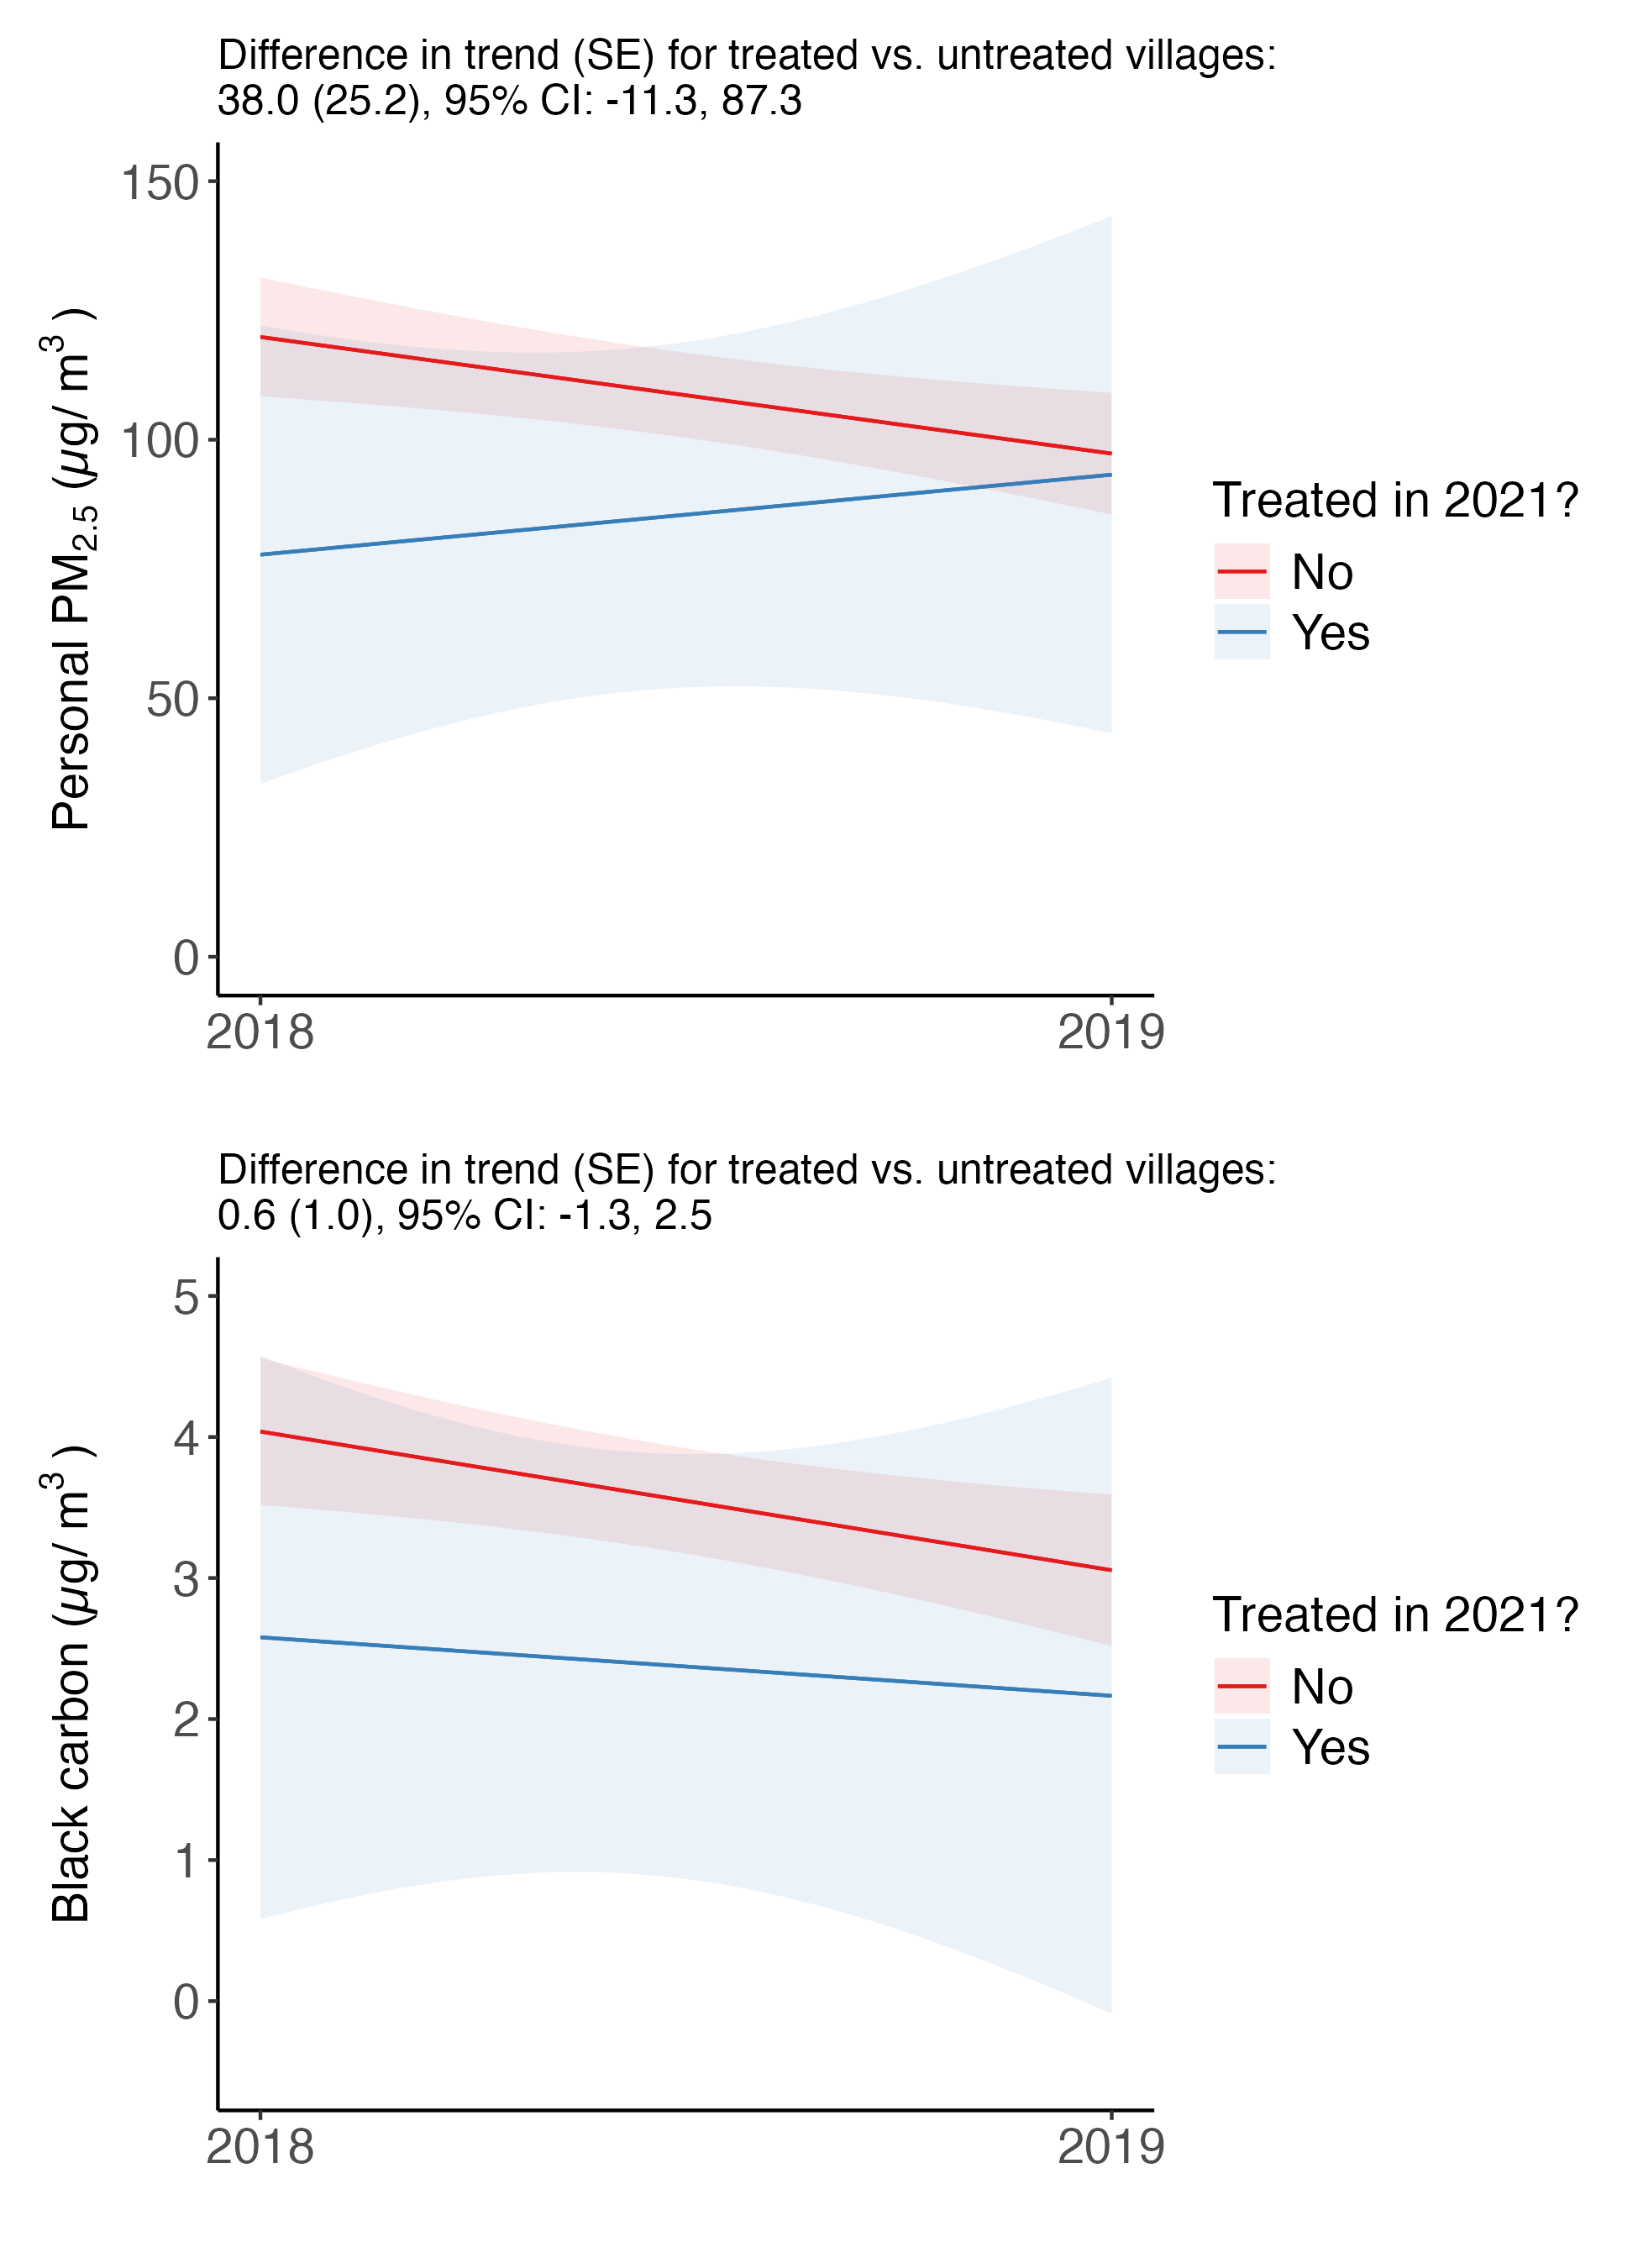 Difference in trend (SE) for treated vs. untreated villages:
38.0 (25.2), 95% CI: -11.3, 87.3
150
100
50
0
Personal PM2.5 (µg/ m3 )
2018 2019
Treated in 2021?
No
Yes
Difference in trend (SE) for treated vs. untreated villages:
0.6 (1.0), 95% CI: -1.3, 2.5
5
4
3
2
1
0
Black carbon (µg/ m3 )
2018 2019
Treated in 2021?
No
Yes